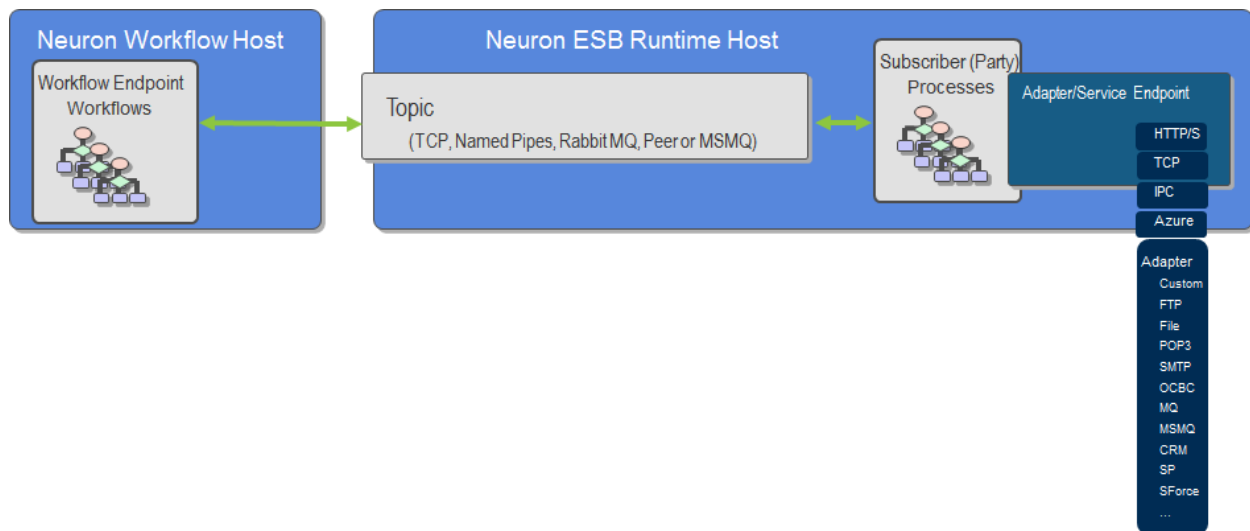 Neuron Workflow Host
Workflow Endpoint
Workflows
Neuron ESB Runtime Host
Topic
(TCP, Named Pipes, Rabbit MQ, Peer or MSMQ)
Subscriber (Party)
Processes
Adapter/Service Endpoint
HTTP/S
TCP
IPC
Azure
Adapter
Custom
FTP
File
POP3
SMTP
OCBC
MQ
MSMQ
CRM
SP
SForce
...